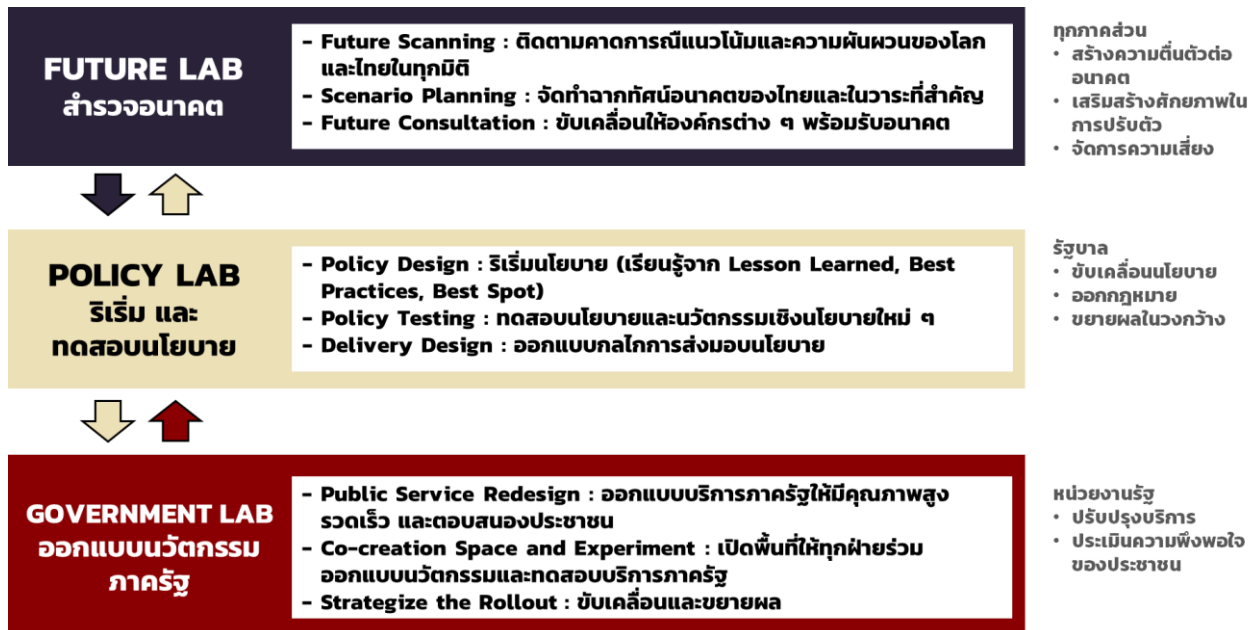 FUTURE LAB
สำรวจอนาคต
- Future Scanning : ติดตามคาดการณ์แนวโน้มและความผันผวนของโลก
และไทยในทุกมิติ
- Scenario Planning : จัดทำฉากทัศน์อนาคตของไทยและในวาระที่สำคัญ
- Future Consultation : ขับเคลื่อนให้องค์กรต่าง ๆ พร้อมรับอนาคต
ทุกภาคส่วน
• สร้างความตื่นตัวต่อ
อนาคต
• เสริมสร้างศักยภาพใน
การปรับตัว
• จัดการความเสี่ยง
POLICY LAB
ริเริ่ม และ
ทดสอบนโยบาย
- Policy Design : ริเริ่มนโยบาย (เรียนรู้จาก Lesson Learned, Best
Practices, Best Spot)
- Policy Testing : ทดสอบนโยบายและนวัตกรรมเชิงนโยบายใหม่ ๆ
- Delivery Design : ออกแบบกลไกการส่งมอบนโยบาย
รัฐบาล
• ขับเคลื่อนนโยบาย
• ออกกฎหมาย
• ขยายผลในวงกว้าง
GOVERNMENT LAB
ออกแบบนวัตกรรม
ภาครัฐ
- Public Service Redesign : ออกแบบบริการภาครัฐให้มีคุณภาพสูง
รวดเร็ว และตอบสนองประชาชน
- Co-creation Space and Experiment : เปิดพื้นที่ให้ทุกฝ่ายร่วม
ออกแบบนวัตกรรมและทดสอบบริการภาครัฐ
- Strategize the Rollout : ขับเคลื่อนและขยายผล
หน่วยงานรัฐ
• ปรับปรุงบริการ
• ประเมินความพึงพอใจ
ของประชาชน